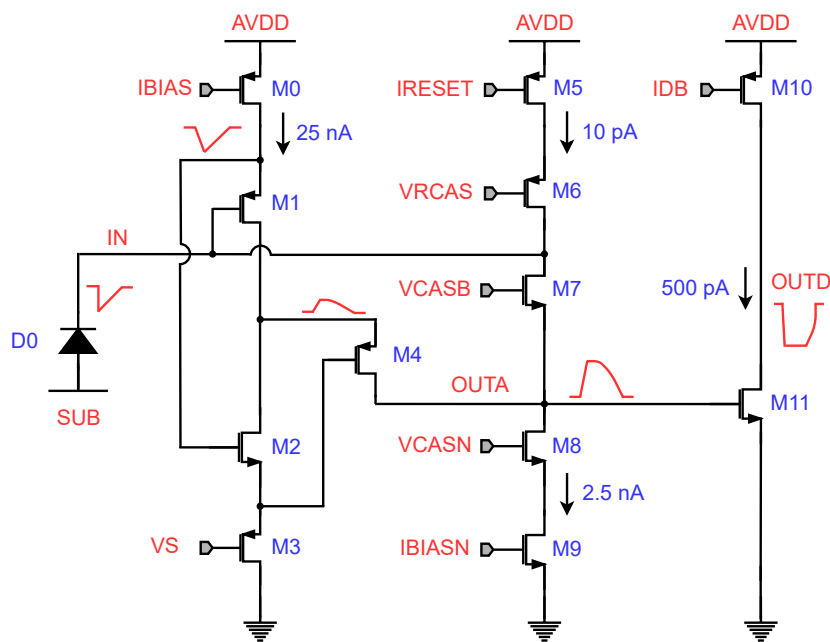 AVDD
AVDD
AVDD
IBIAS
M0
IRESET
M5
IDB
M10
25 nA
10 pA
M1
VRCAS
M6
IN
VCASB
M7
500 pA
OUTD
D0
M4
OUTA
M11
SUB
M2
VCASN
M8
2.5 nA
VS
M3
IBIASN
M9